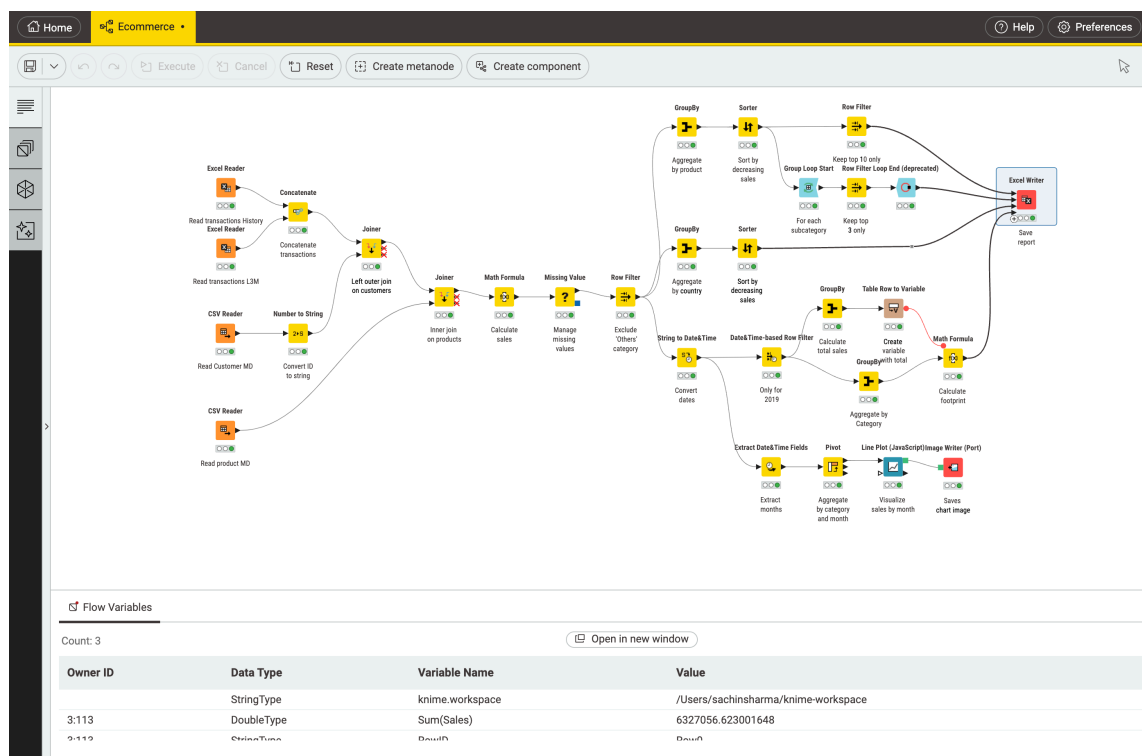 Home
Ecommerce
Help
Preferences
Execute
Cancel
Reset
Create metanode
Create component
GroupBy
Aggregate
by product
Sorter
Sort by
decreasing
sales
Row Filter
Keep top 10 only
Group Loop Start
For each
subcategory
Row Filter
Keep top
3 only
Loop End (deprecated)
Excel Writer
Save
report
Excel Reader
Read transactions History
Concatenate
Concatenate
transactions
Excel Reader
Read transactions L3M
Joiner
Left outer join
on customers
CSV Reader
Read Customer MD
Number to String
2+S
Convert ID
to string
CSV Reader
Read product MD
Joiner
Inner join
on products
Math Formula
f(x)
Calculate
sales
Missing Value
?
Manage
missing
values
Row Filter
Exclude
'Others'
category
GroupBy
Aggregate
by country
Sorter
Sort by
decreasing
sales
String to Date&Time
Convert
dates
Date&Time-based Row Filter
Only for
2019
GroupBy
Calculate
total sales
Table Row to Variable
Create
variable
with total
GroupBy
Aggregate by
Category
Math Formula
f(x)
Calculate
footprint
Extract Date&Time Fields
Extract
months
Pivot
Aggregate
by category
and month
Line Plot (JavaScript)
Visualize
sales by month
Image Writer (Port)
Saves
chart image
Flow Variables
Count: 3
Open in new window
Owner ID Data Type Variable Name Value
StringType knime.workspace /Users/sachinsharma/knime-workspace
3:113 DoubleType Sum(Sales) 6327056.623001648
3:113 StringType RowID Row0